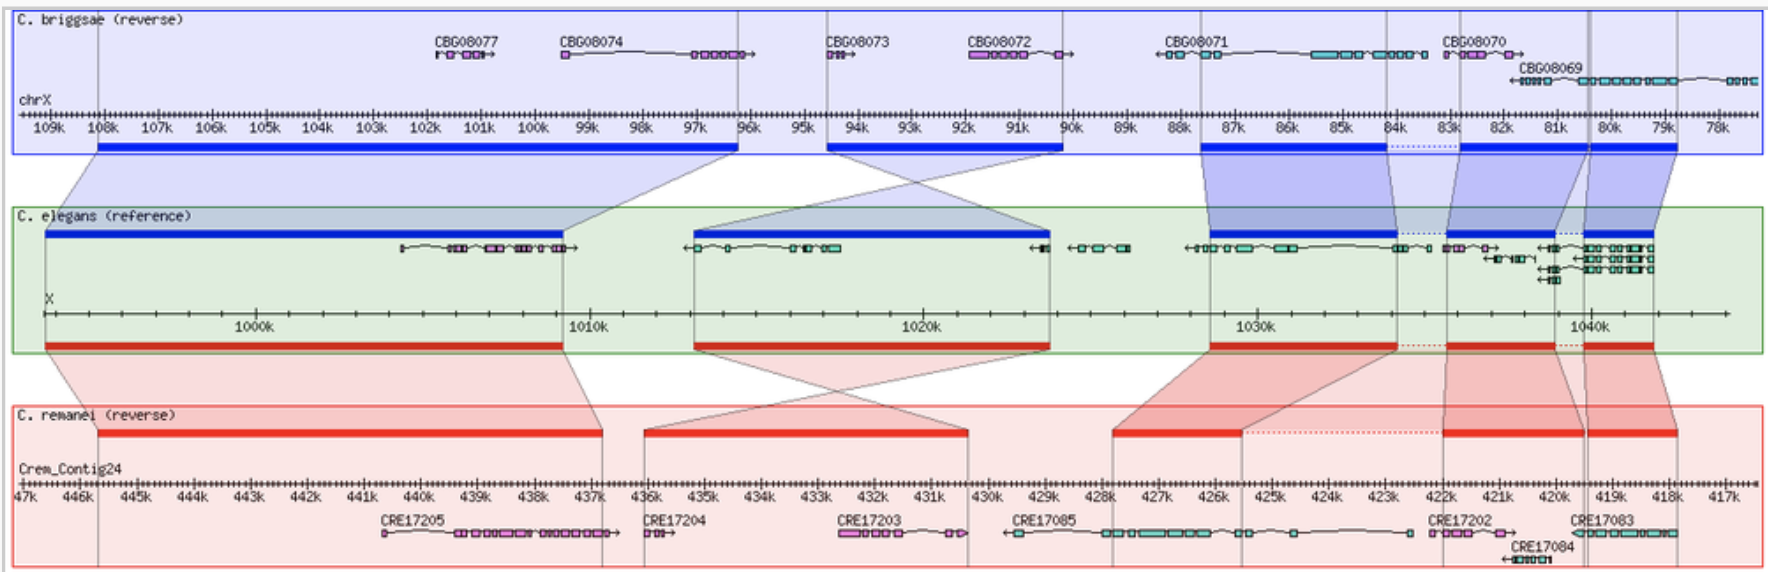 C. briggsae (reverse)
CBG08077 CBG08074 CBG08073 CBG08072 CBG08071 CBG08070
CBG08069
chrX
109k 108k 107k 106k 105k 104k 103k 102k 101k 100k 99k 98k 97k 96k 95k 94k 93k 92k 91k 90k 89k 88k 87k 86k 85k 84k 83k 82k 81k 80k 79k 78k
C. elegans (reference)
X
1000k 1010k 1020k 1030k 1040k
C. remanei (reverse)
Crem_Contig24
47k 446k 445k 444k 443k 442k 441k 440k 439k 438k 437k 436k 435k 434k 433k 432k 431k 430k 429k 428k 427k 426k 425k 424k 423k 422k 421k 420k 419k 418k 417k
CRE17205 CRE17204 CRE17203 CRE17085 CRE17202 CRE17083
CRE17084